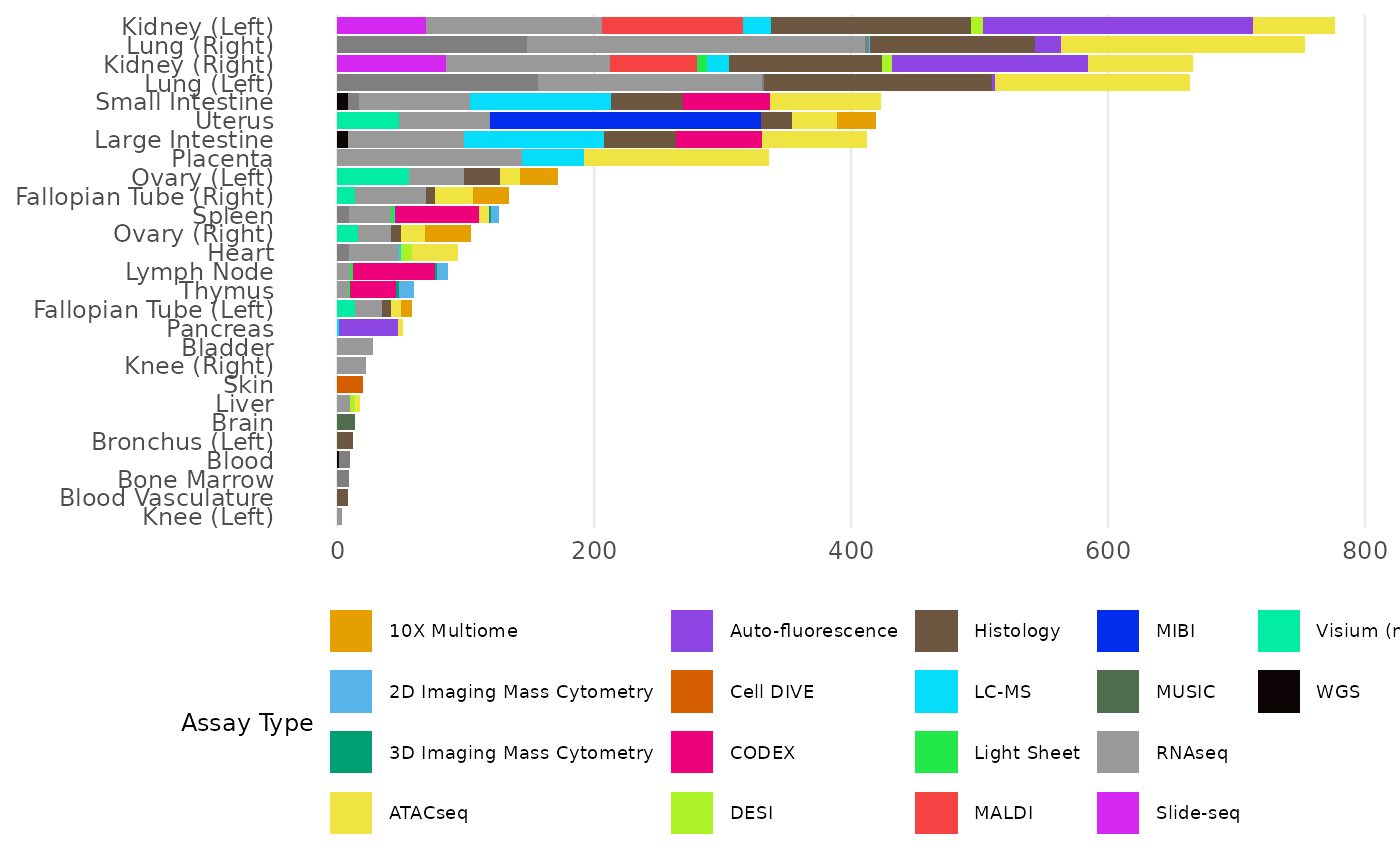 Kidney (Left)
Lung (Right)
Kidney (Right)
Lung (Left)
Small Intestine
Uterus
Large Intestine
Placenta
Ovary (Left)
Fallopian Tube (Right)
Spleen
Ovary (Right)
Heart
Lymph Node
Thymus
Fallopian Tube (Left)
Pancreas
Bladder
Knee (Right)
Skin
Liver
Brain
Bronchus (Left)
Blood
Bone Marrow
Blood Vasculature
Knee (Left)
0 200 400 600 800
Assay Type
10X Multiome
2D Imaging Mass Cytometry
3D Imaging Mass Cytometry
ATACseq
Auto-fluorescence
Cell DIVE
CODEX
DESI
Histology
LC-MS
Light Sheet
MALDI
MIBI
MUSIC
RNAseq
Slide-seq
Visium
WGS